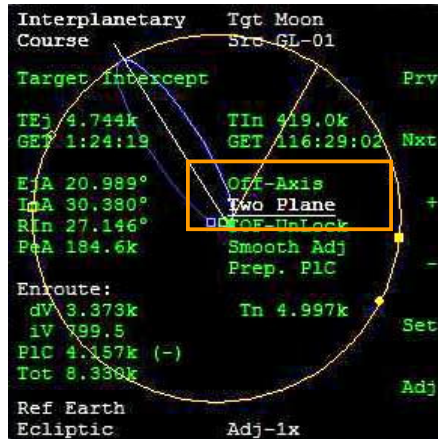 Interplanetary Tgt Moon
Course Src GL-01
Target Intercept Prv
TEj 4.744k TIn 419.0k
GET 1:24:19 GET 116:29:02 Nxt
EjA 20.989° Off-Axis
InA 30.380° Two Plane +
RIn 27.146° TOF-UnLock
PeA 184.6k Smooth Adj
Prep. PlC -
Enroute:
dV 3.373k Tn 4.997k
iV 799.5 Set
PlC 4.157k (-)
Tot 8.330k
Adj
Ref Earth
Ecliptic Adj-1x